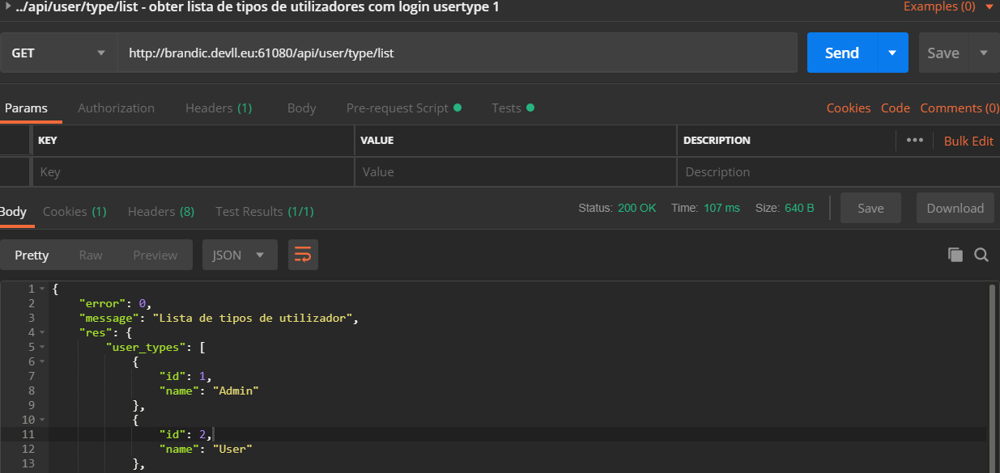 ../api/user/type/list - obter lista de tipos de utilizadores com login usertype 1 Examples (0)
GET http://brandic.devll.eu:61080/api/user/type/list Send Save
Params Authorization Headers (1) Body Pre-request Script Tests Cookies Code Comments (0)
KEY VALUE DESCRIPTION ••• Bulk Edit
Key Value Description
Body Cookies (1) Headers (8) Test Results (1/1) Status: 200 OK Time: 107 ms Size: 640 B Save Download
Pretty Raw Preview JSON
1 {
2 "error": 0,
3 "message": "Lista de tipos de utilizador",
4 "res": {
5 "user_types": [
6 {
7 "id": 1,
8 "name": "Admin"
9 },
10 {
11 "id": 2,
12 "name": "User"
13 },